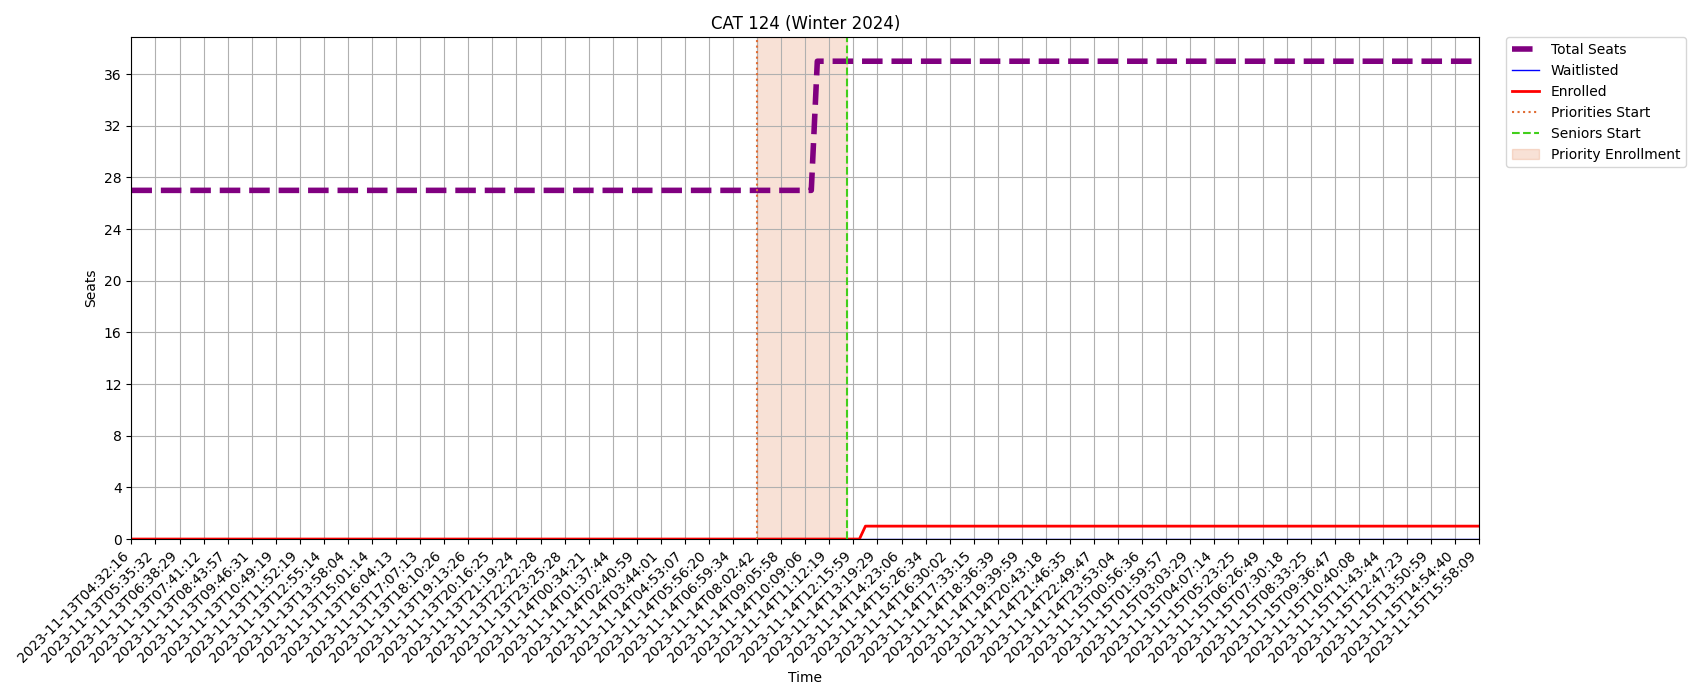 CAT 124 (Winter 2024)
Total Seats
Waitlisted
Enrolled
Priorities Start
Seniors Start
Priority Enrollment
Seats
36
32
28
24
20
16
12
8
4
0
2023-11-13T04:32:16
2023-11-13T05:35:32
2023-11-13T06:38:29
2023-11-13T07:41:12
2023-11-13T08:43:57
2023-11-13T09:46:31
2023-11-13T10:49:19
2023-11-13T11:52:19
2023-11-13T12:55:14
2023-11-13T13:58:04
2023-11-13T15:01:14
2023-11-13T16:04:13
2023-11-13T17:07:13
2023-11-13T18:10:26
2023-11-13T19:13:26
2023-11-13T20:16:25
2023-11-13T21:19:24
2023-11-13T22:22:28
2023-11-13T23:25:28
2023-11-14T00:34:21
2023-11-14T01:37:44
2023-11-14T02:40:59
2023-11-14T03:44:01
2023-11-14T04:53:07
2023-11-14T05:56:20
2023-11-14T06:59:34
2023-11-14T08:02:42
2023-11-14T09:05:58
2023-11-14T10:09:06
2023-11-14T11:12:19
2023-11-14T12:15:59
2023-11-14T13:19:29
2023-11-14T14:23:06
2023-11-14T15:26:34
2023-11-14T16:30:02
2023-11-14T17:33:15
2023-11-14T18:36:39
2023-11-14T19:39:59
2023-11-14T20:43:18
2023-11-14T21:46:35
2023-11-14T22:49:47
2023-11-14T23:53:04
2023-11-15T00:56:36
2023-11-15T01:59:57
2023-11-15T03:03:29
2023-11-15T04:07:14
2023-11-15T05:23:25
2023-11-15T06:26:49
2023-11-15T07:30:18
2023-11-15T08:33:25
2023-11-15T09:36:47
2023-11-15T10:40:08
2023-11-15T11:43:44
2023-11-15T12:47:23
2023-11-15T13:50:59
2023-11-15T14:54:40
2023-11-15T15:58:09
Time